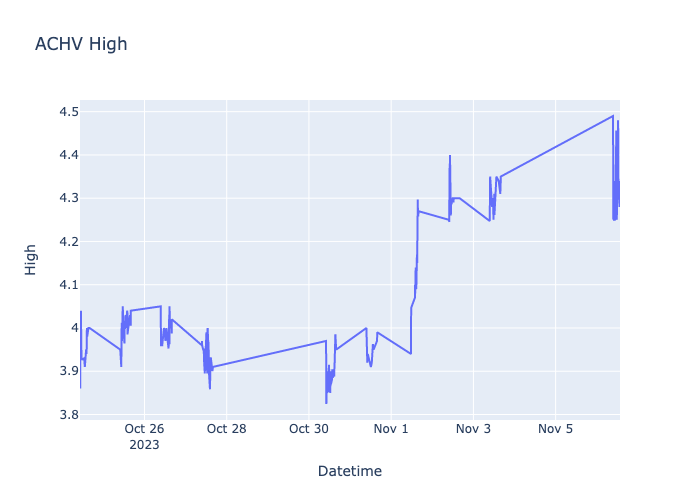 ACHV High
4.5
4.4
4.3
4.2
4.1
4
3.9
3.8
High
Oct 26
2023
Oct 28
Oct 30
Nov 1
Nov 3
Nov 5
Datetime